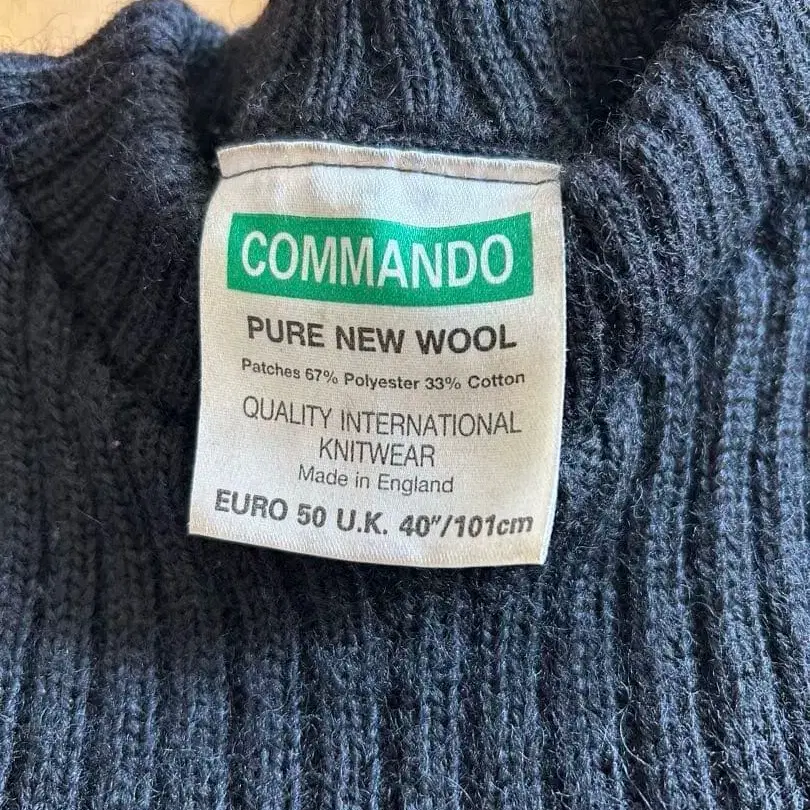 COMMANDO
PURE NEW WOOL
Patches 67% Polyester 33% Cotton
QUALITY INTERNATIONAL
KNITWEAR
Made in England
EURO 50 U.K. 40"/101cm